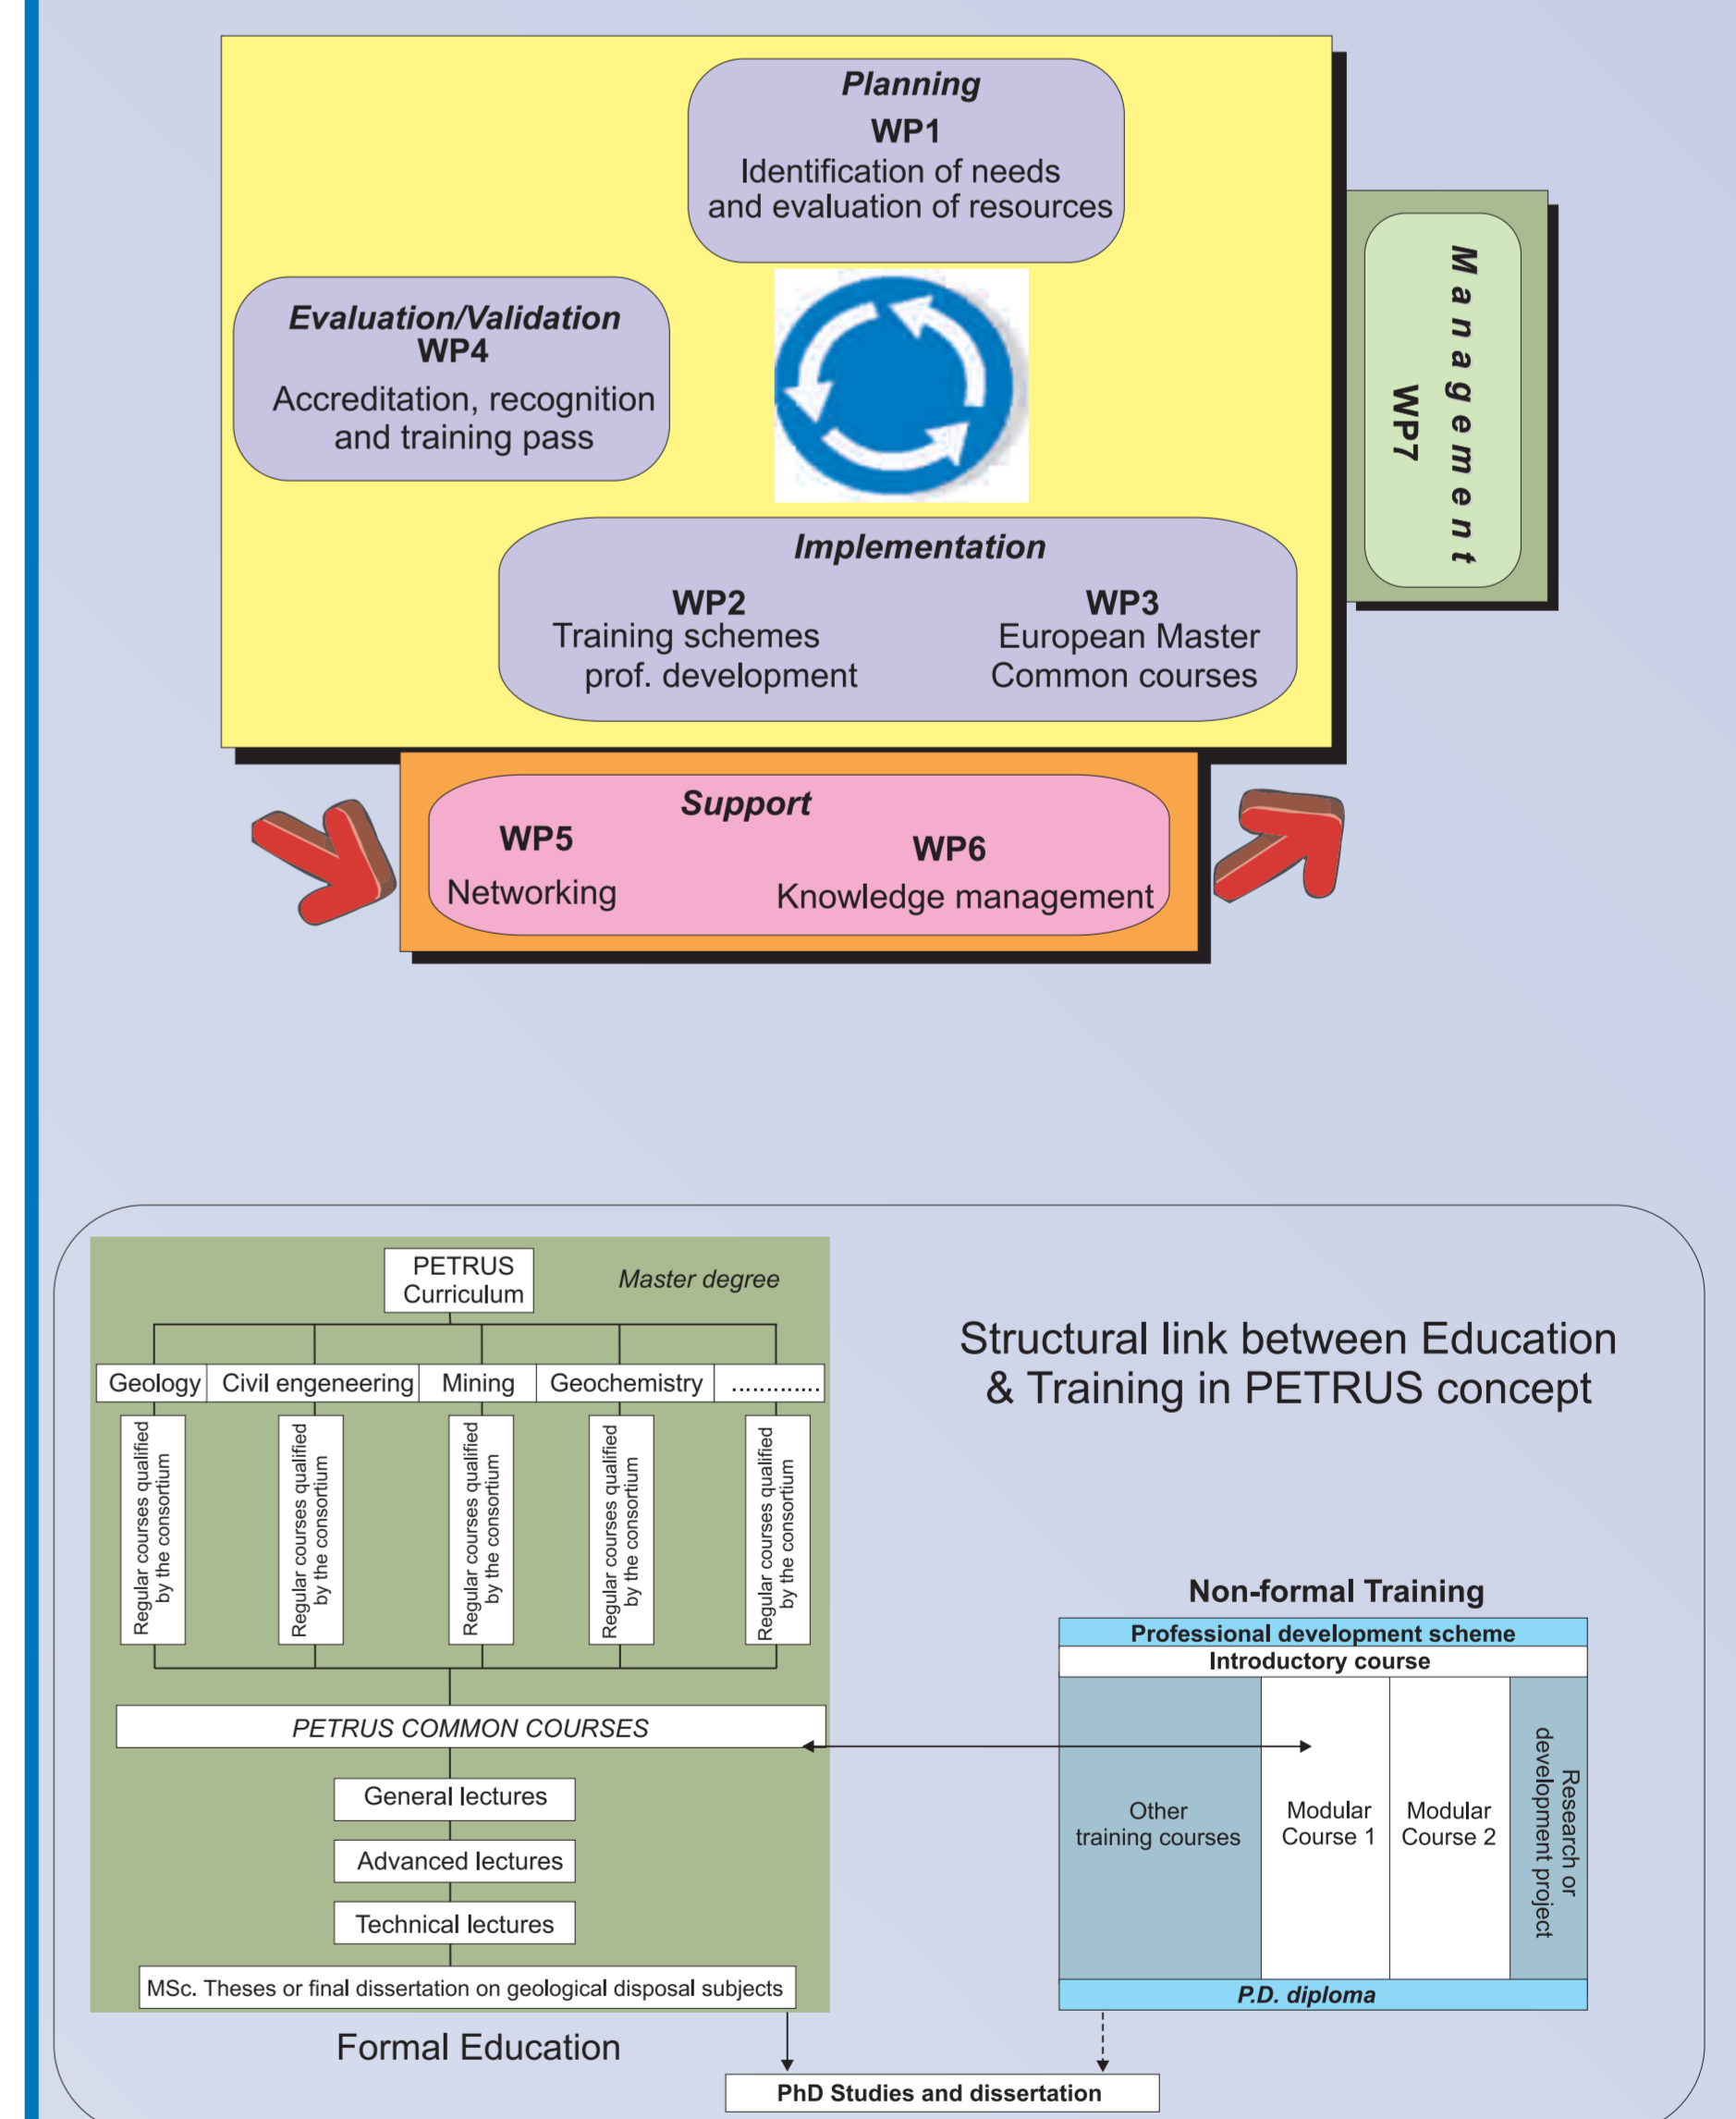 Planning
WP1
Identification of needs
and evaluation of resources
Evaluation/Validation
WP4
Accreditation, recognition
and training pass
Management
WP7
Implementation
WP2
Training schemes
prof. development
WP3
European Master
Common courses
Support
WP5
Networking
WP6
Knowledge management
PETRUS
Curriculum
Master degree
Geology
Civil engeneering
Mining
Geochemistry
.............
Regular courses qualified
by the consortium
Regular courses qualified
by the consortium
Regular courses qualified
by the consortium
Regular courses qualified
by the consortium
Regular courses qualified
by the consortium
PETRUS COMMON COURSES
General lectures
Advanced lectures
Technical lectures
MSc. Theses or final dissertation on geological disposal subjects
Formal Education
Structural link between Education
& Training in PETRUS concept
Non-formal Training
Professional development scheme
Introductory course
Other
training courses
Modular
Course 1
Modular
Course 2
Research or
development project
P.D. diploma
PhD Studies and dissertation